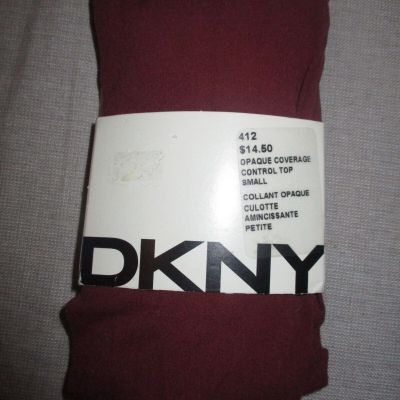 412
$14.50
OPAQUE COVERAGE
CONTROL TOP
SMALL
COLLANT OPAQUE
CULOTTE
AMINCISSANTE
PETITE
DKNY